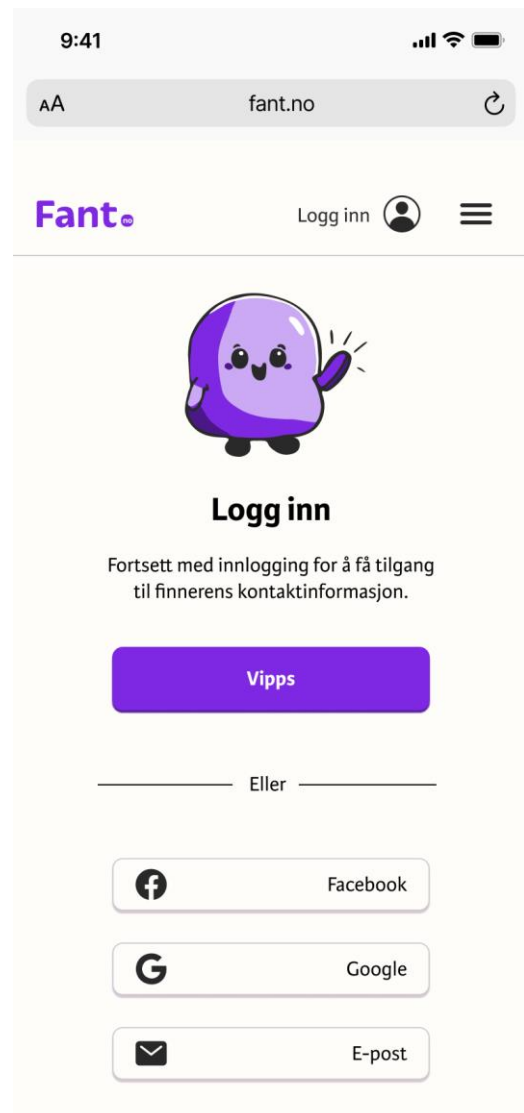 9:41
AA fant.no
Fant.no Logg inn
Logg inn
Fortsett med innlogging for å få tilgang
til finnerens kontaktinformasjon.
Vipps
Eller
Facebook
Google
E-post